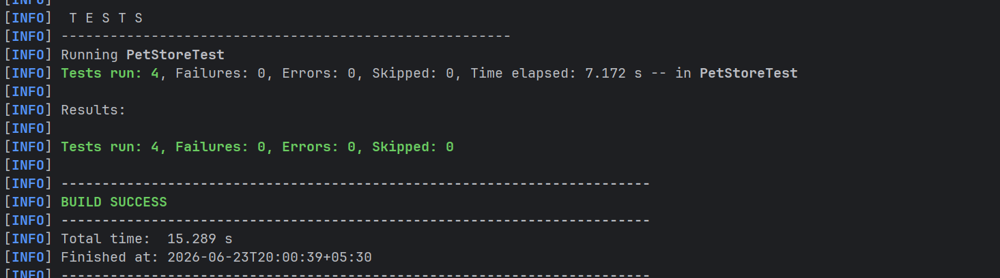 [INFO]
[INFO]  T E S T S
[INFO] -------------------------------------------------------
[INFO] Running PetStoreTest
[INFO] Tests run: 4, Failures: 0, Errors: 0, Skipped: 0, Time elapsed: 7.172 s -- in PetStoreTest
[INFO]
[INFO] Results:
[INFO]
[INFO] Tests run: 4, Failures: 0, Errors: 0, Skipped: 0
[INFO]
[INFO] ------------------------------------------------------------------------
[INFO] BUILD SUCCESS
[INFO] ------------------------------------------------------------------------
[INFO] Total time:  15.289 s
[INFO] Finished at: 2026-06-23T20:00:39+05:30
[INFO] ------------------------------------------------------------------------